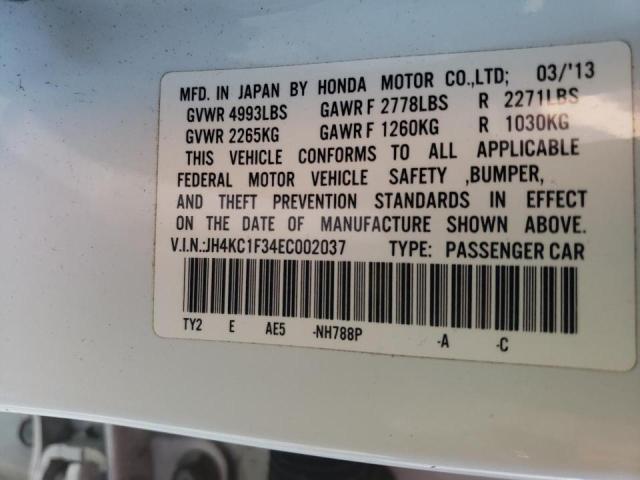 MFD. IN JAPAN BY HONDA MOTOR CO.,LTD; 03/'13
GVWR 4993LBS GAWR F 2778LBS R 2271LBS
GVWR 2265KG GAWR F 1260KG R 1030KG
THIS VEHICLE CONFORMS TO ALL APPLICABLE
FEDERAL MOTOR VEHICLE SAFETY ,BUMPER,
AND THEFT PREVENTION STANDARDS IN EFFECT
ON THE DATE OF MANUFACTURE SHOWN ABOVE.
V.I.N.:JH4KC1F34EC002037 TYPE: PASSENGER CAR
TY2 E AE5 -NH788P -A -C